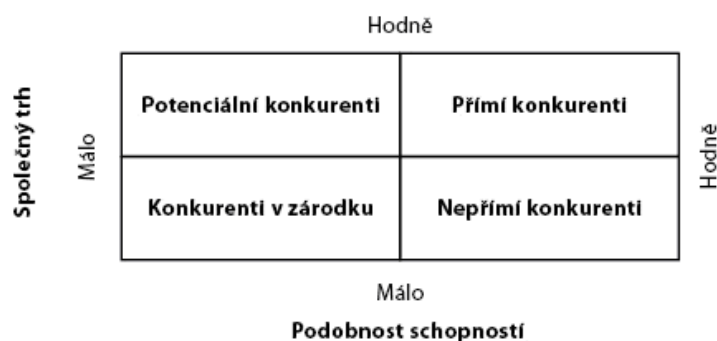 Hodně
Společný trh
Málo
Potenciální konkurenti
Přímí konkurenti
Hodně
Konkurenti v zárodku
Nepřímí konkurenti
Málo
Podobnost schopností